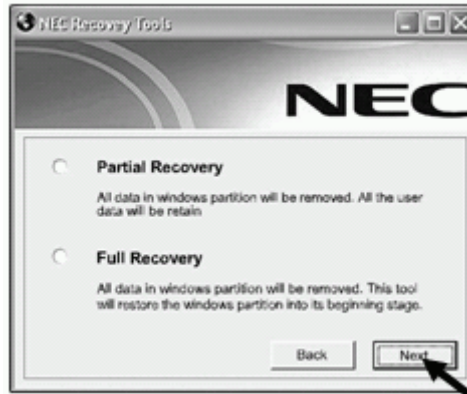 NEC Recovery Tools
NEC
Partial Recovery
All data in windows partition will be removed. All the user
data will be retain
Full Recovery
All data in windows partition will be removed. This tool
will restore the windows partition into its beginning stage.
Back
Next